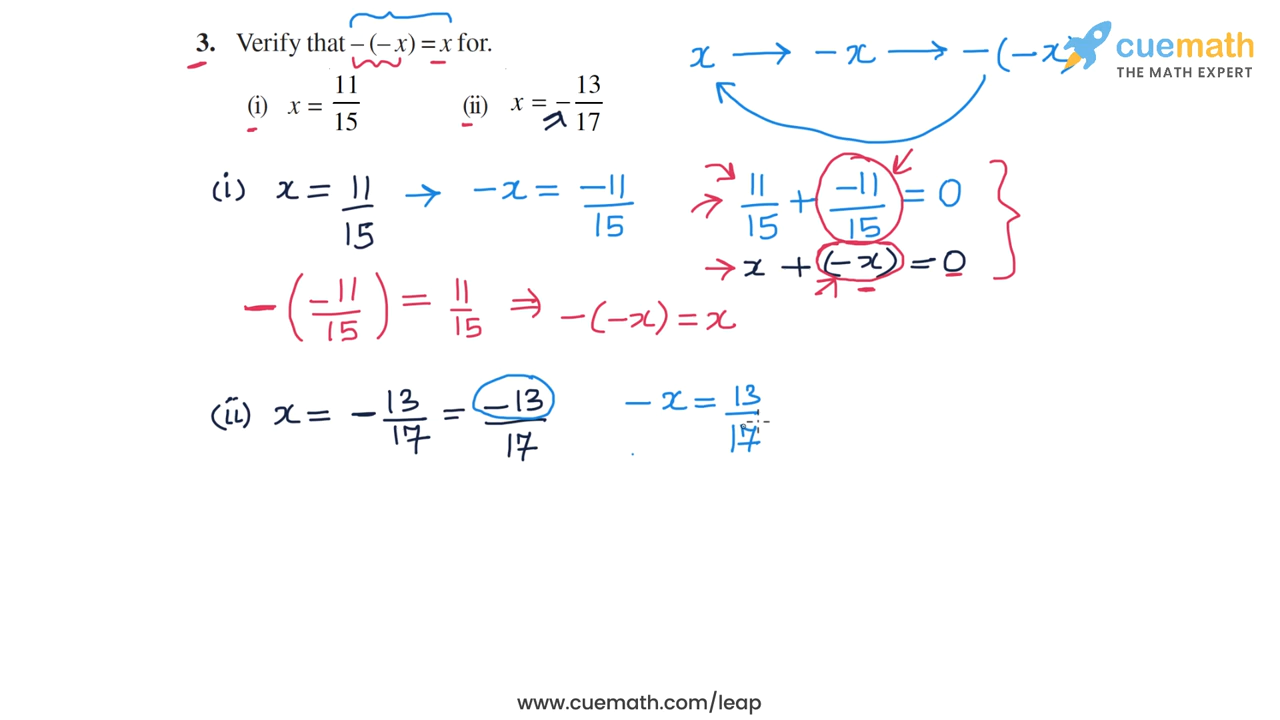 3. Verify that – (– x) = x for.
x → -x → -(-x)
cuemath
THE MATH EXPERT
(i) x = 11/15 (ii) x = – 13/17
(i) x = 11/15 → -x = -11/15
11/15 + -11/15 = 0
x + (-x) = 0
-(-11/15) = 11/15 ⇒ -(-x) = x
(ii) x = -13/17 = -13/17 -x = 13/17
www.cuemath.com/leap